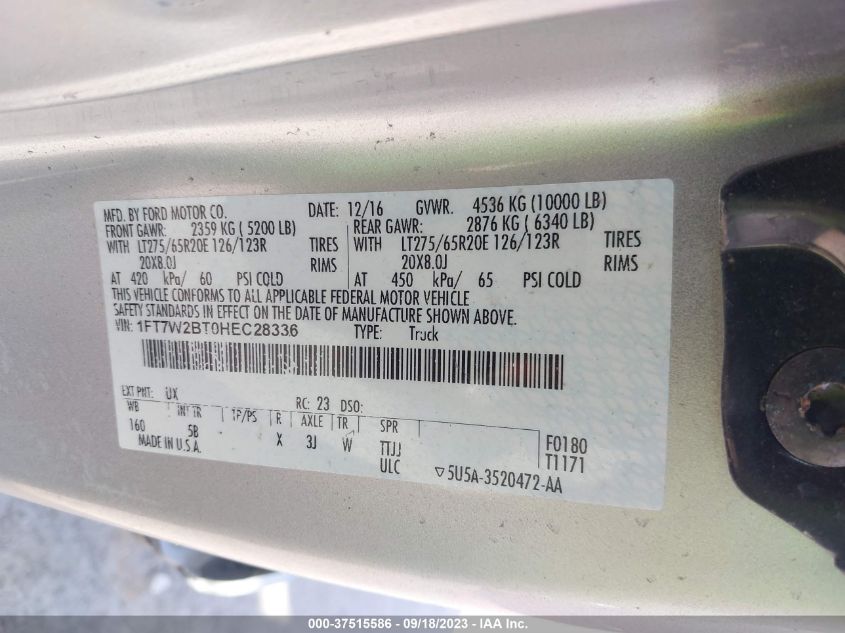 MFD. BY FORD MOTOR CO. DATE: 12/16 GVWR. 4536 KG (10000 LB)
FRONT GAWR: 2359 KG ( 5200 LB) REAR GAWR: 2876 KG ( 6340 LB)
WITH LT275/65R20E 126/123R TIRES WITH LT275/65R20E 126/123R TIRES
20X8.0J RIMS 20X8.0J RIMS
AT 420 kPa/ 60 PSI COLD AT 450 kPa/ 65 PSI COLD
THIS VEHICLE CONFORMS TO ALL APPLICABLE FEDERAL MOTOR VEHICLE
SAFETY STANDARDS IN EFFECT ON THE DATE OF MANUFACTURE SHOWN ABOVE.
VIN: 1FT7W2BT0HEC28336 TYPE: Truck
EXT PNT: UX RC: 23 DSO:
WB INT TR TP/PS R AXLE TR SPR
160 5B X 3J W TTJJ F0180
MADE IN U.S.A. ULC T1171
▽5U5A-3520472-AA
000-37515586 - 09/18/2023 - IAA Inc.